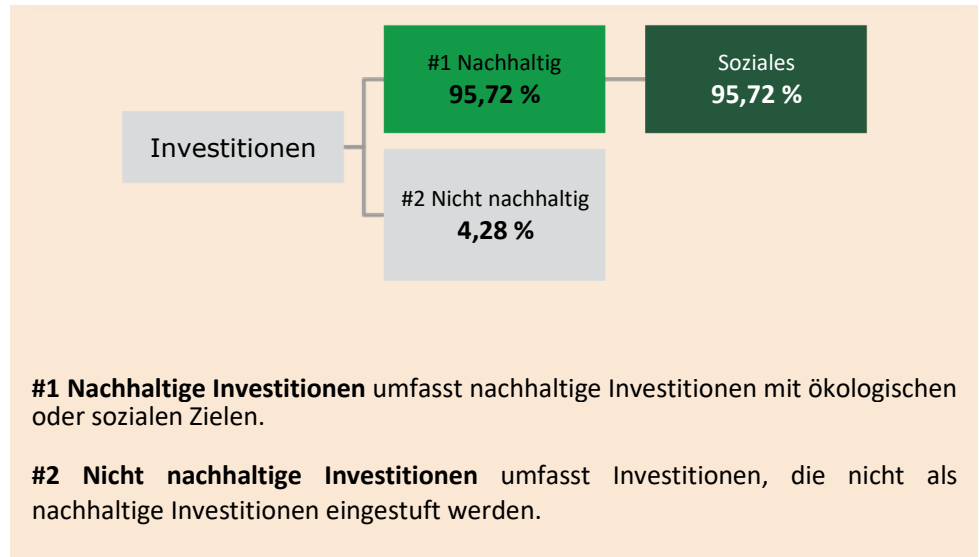 #1 Nachhaltig
95,72 %
Soziales
95,72 %
Investitionen
#2 Nicht nachhaltig
4,28 %
#1 Nachhaltige Investitionen umfasst nachhaltige Investitionen mit ökologischen
oder sozialen Zielen.
#2 Nicht nachhaltige Investitionen umfasst Investitionen, die nicht als
nachhaltige Investitionen eingestuft werden.